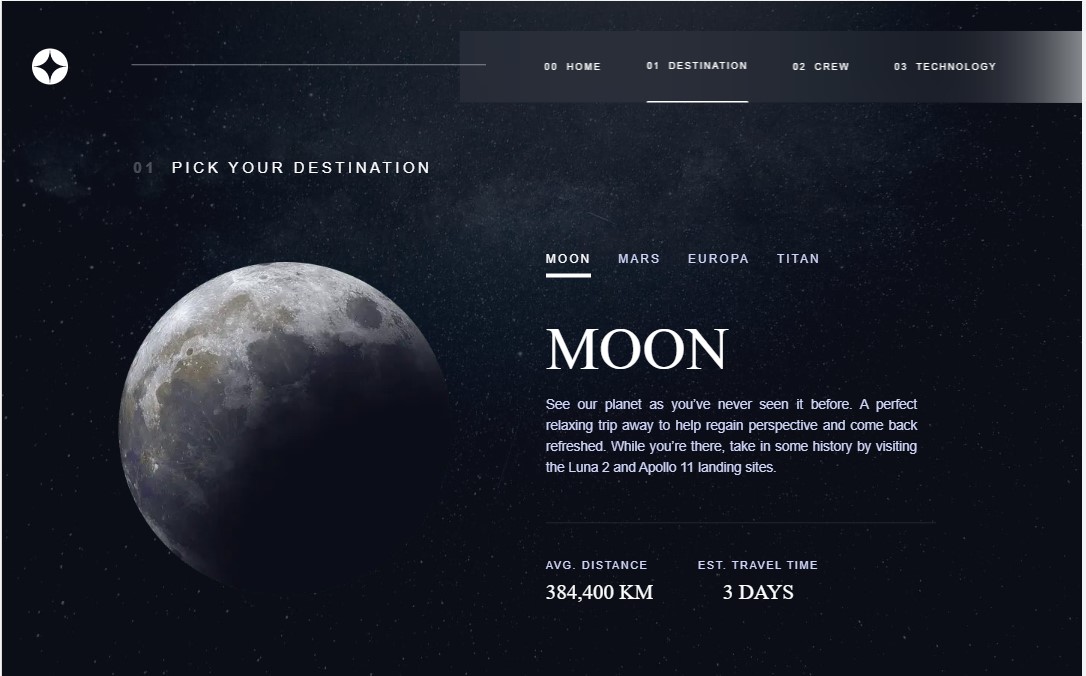 00 HOME 01 DESTINATION 02 CREW 03 TECHNOLOGY
01 PICK YOUR DESTINATION
MOON MARS EUROPA TITAN
MOON
See our planet as you’ve never seen it before. A perfect
relaxing trip away to help regain perspective and come back
refreshed. While you’re there, take in some history by visiting
the Luna 2 and Apollo 11 landing sites.
AVG. DISTANCE EST. TRAVEL TIME
384,400 KM 3 DAYS